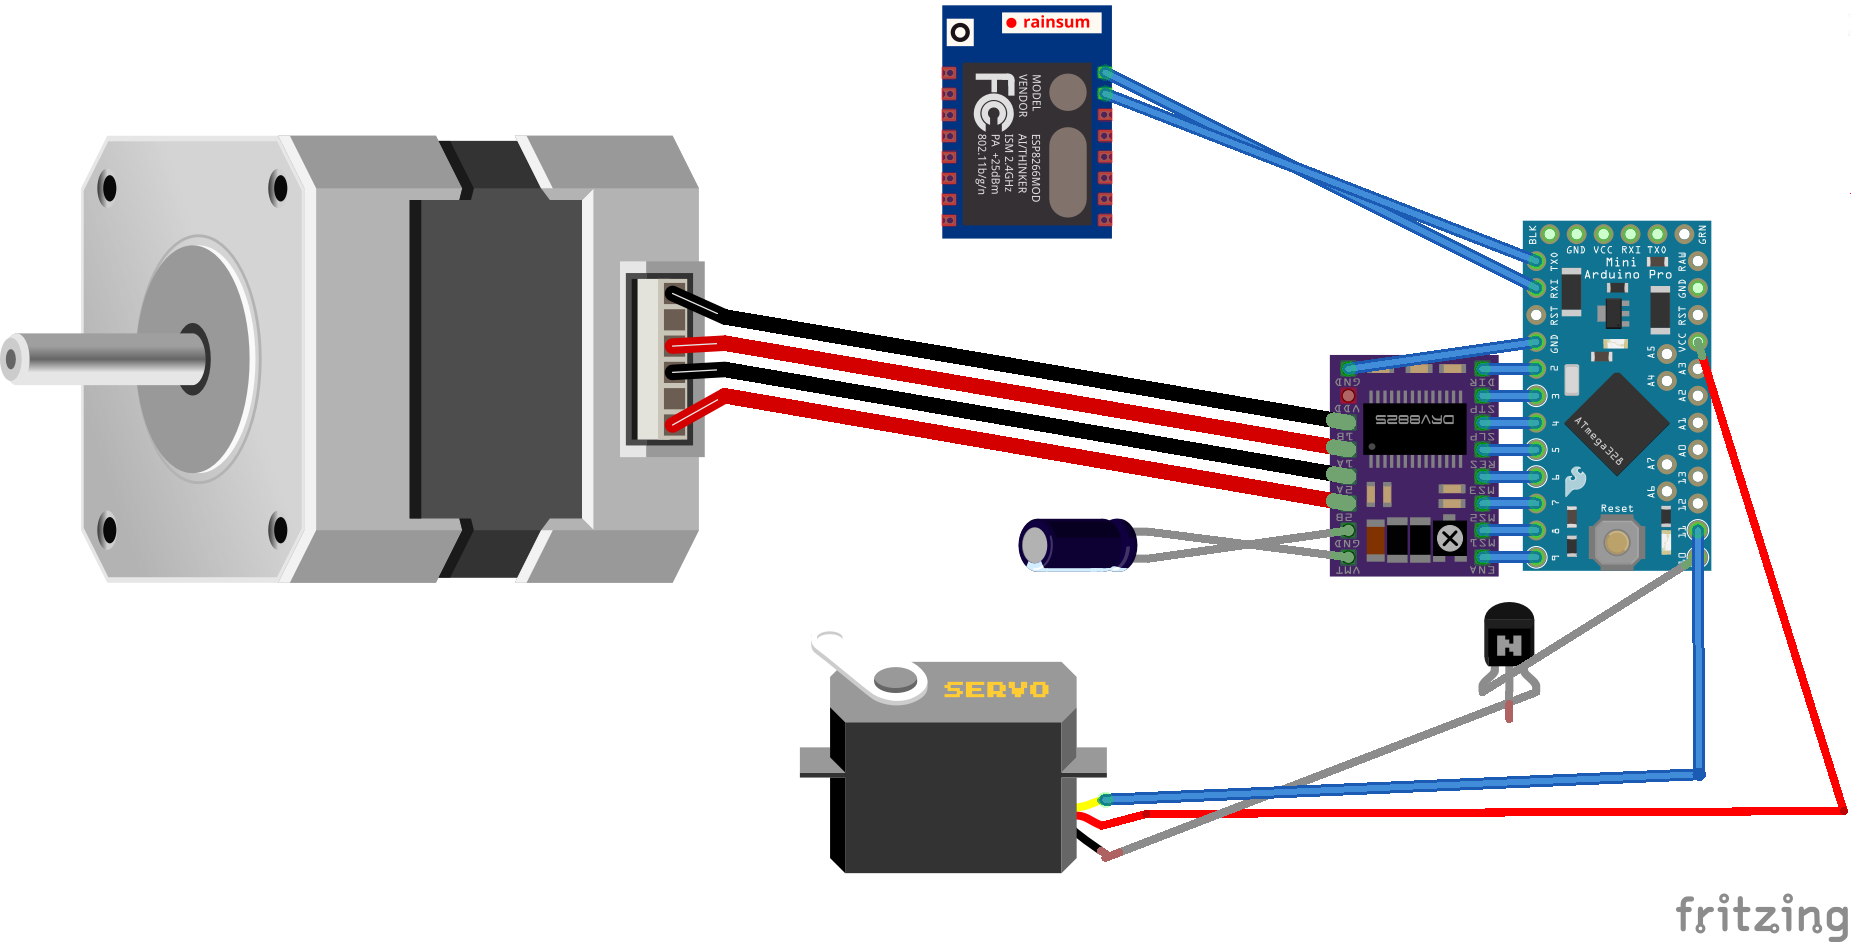 rainsum
FC
MODEL ESP8266MOD
VENDOR AI/THINKER
ISM 2.4GHz
PA +25dBm
802.11b/g/n
BLK
GND VCC RXI TXO
GRN
Mini
Arduino Pro
TXO
RXI
RST
GND
2
3
4
5
6
7
8
9
RAW
GND
RST
VCC
A3
A2
A1
A0
13
12
11
10
A5
A4
A7
A6
ATmega328
Reset
GND
VDD
1B
1A
2A
2B
GND
VMT
DIR
STP
SLP
RES
MS3
MS2
MS1
ENA
DRV8825
N
SERVO
fritzing